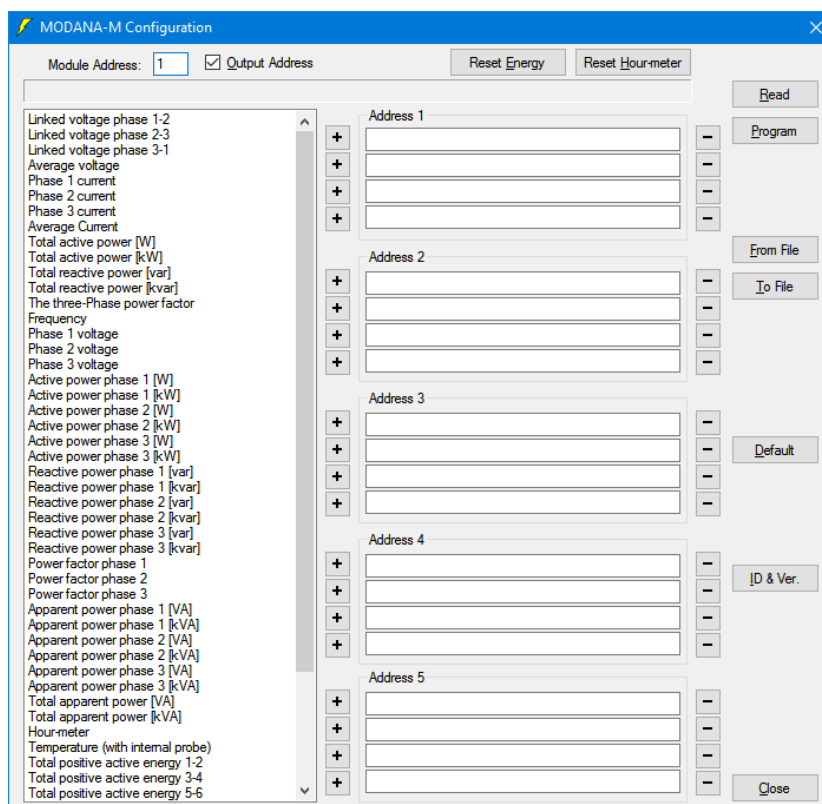 MODANA-M Configuration
Module Address: 1 Output Address Reset Energy Reset Hour-meter
Read
Program
From File
To File
Default
ID & Ver.
Close
Linked voltage phase 1-2
Linked voltage phase 2-3
Linked voltage phase 3-1
Average voltage
Phase 1 current
Phase 2 current
Phase 3 current
Average Current
Total active power [W]
Total active power [kW]
Total reactive power [var]
Total reactive power [kvar]
The three-Phase power factor
Frequency
Phase 1 voltage
Phase 2 voltage
Phase 3 voltage
Active power phase 1 [W]
Active power phase 1 [kW]
Active power phase 2 [W]
Active power phase 2 [kW]
Active power phase 3 [W]
Active power phase 3 [kW]
Reactive power phase 1 [var]
Reactive power phase 1 [kvar]
Reactive power phase 2 [var]
Reactive power phase 2 [kvar]
Reactive power phase 3 [var]
Reactive power phase 3 [kvar]
Power factor phase 1
Power factor phase 2
Power factor phase 3
Apparent power phase 1 [VA]
Apparent power phase 1 [kVA]
Apparent power phase 2 [VA]
Apparent power phase 2 [kVA]
Apparent power phase 3 [VA]
Apparent power phase 3 [kVA]
Total apparent power [VA]
Total apparent power [kVA]
Hour-meter
Temperature (with internal probe)
Total positive active energy 1-2
Total positive active energy 3-4
Total positive active energy 5-6
Address 1
+ −
+ −
+ −
+ −
Address 2
+ −
+ −
+ −
+ −
Address 3
+ −
+ −
+ −
+ −
Address 4
+ −
+ −
+ −
+ −
Address 5
+ −
+ −
+ −
+ −